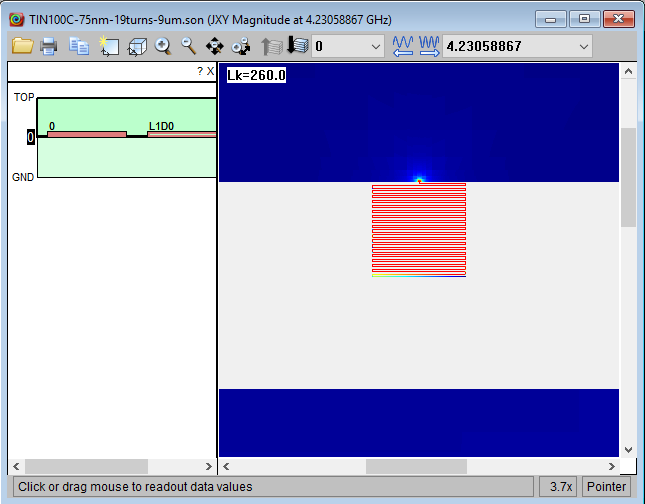 TIN100C-75nm-19turns-9um.son (JXY Magnitude at 4.23058867 GHz)
0
4.23058867
? X
TOP
0
L1D0
0
GND
Lk=260.0
Click or drag mouse to readout data values
3.7x
Pointer